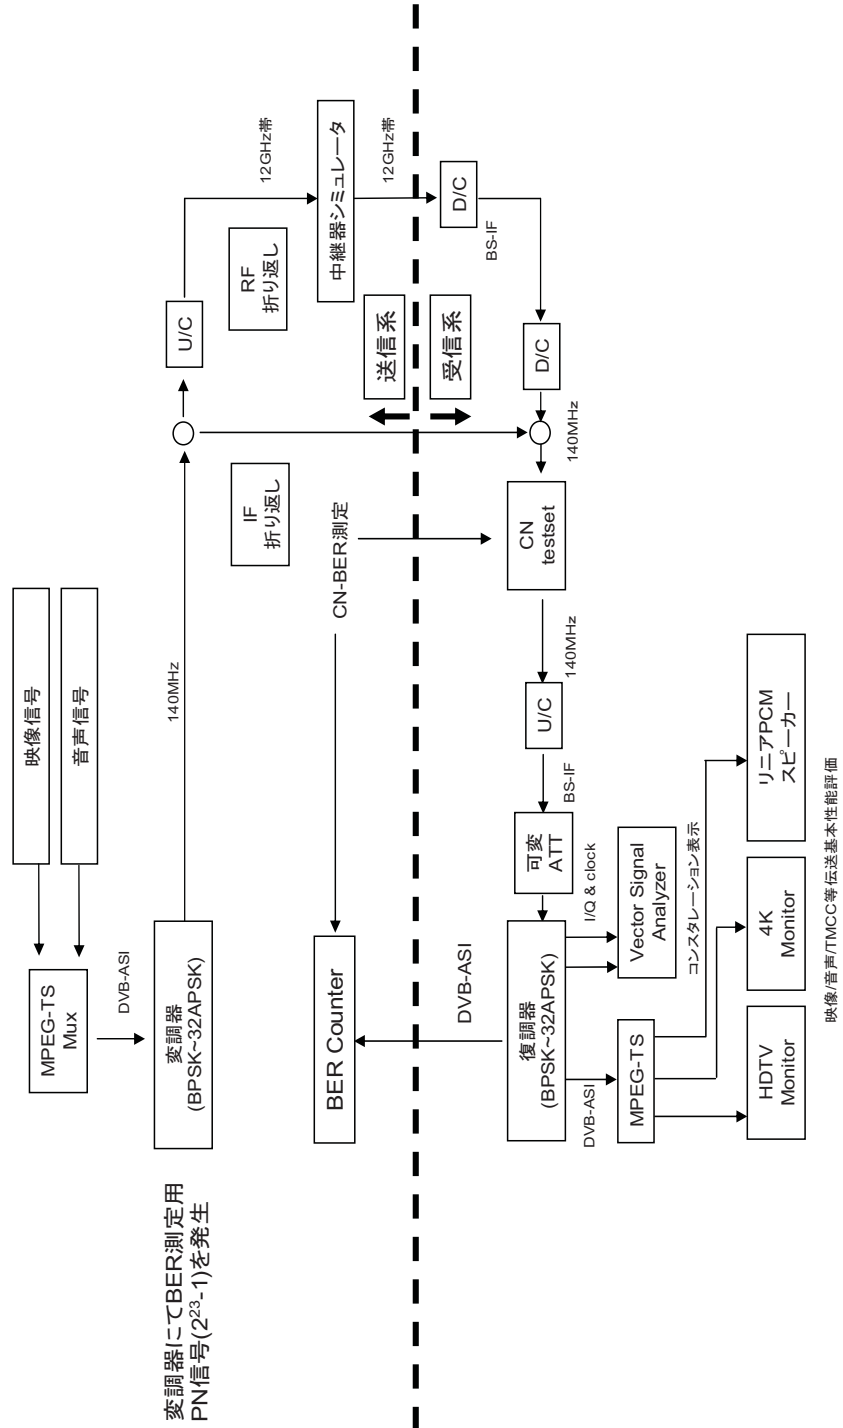 映像信号
音声信号
MPEG-TS
Mux
DVB-ASI
変調器
(BPSK~32APSK)
変調器にてBER測定用
PN信号(2²³-1)を発生
140MHz
U/C
12GHz帯
RF
折り返し
中継器シミュレータ
12GHz帯
IF
折り返し
送信系
受信系
D/C
BS-IF
D/C
140MHz
CN-BER測定
CN
testset
140MHz
U/C
BS-IF
可変
ATT
BER Counter
DVB-ASI
復調器
(BPSK~32APSK)
I/Q & clock
Vector Signal
Analyzer
コンスタレーション表示
DVB-ASI
MPEG-TS
HDTV
Monitor
4K
Monitor
リニアPCM
スピーカー
映像/音声/TMCC等伝送基本性能評価